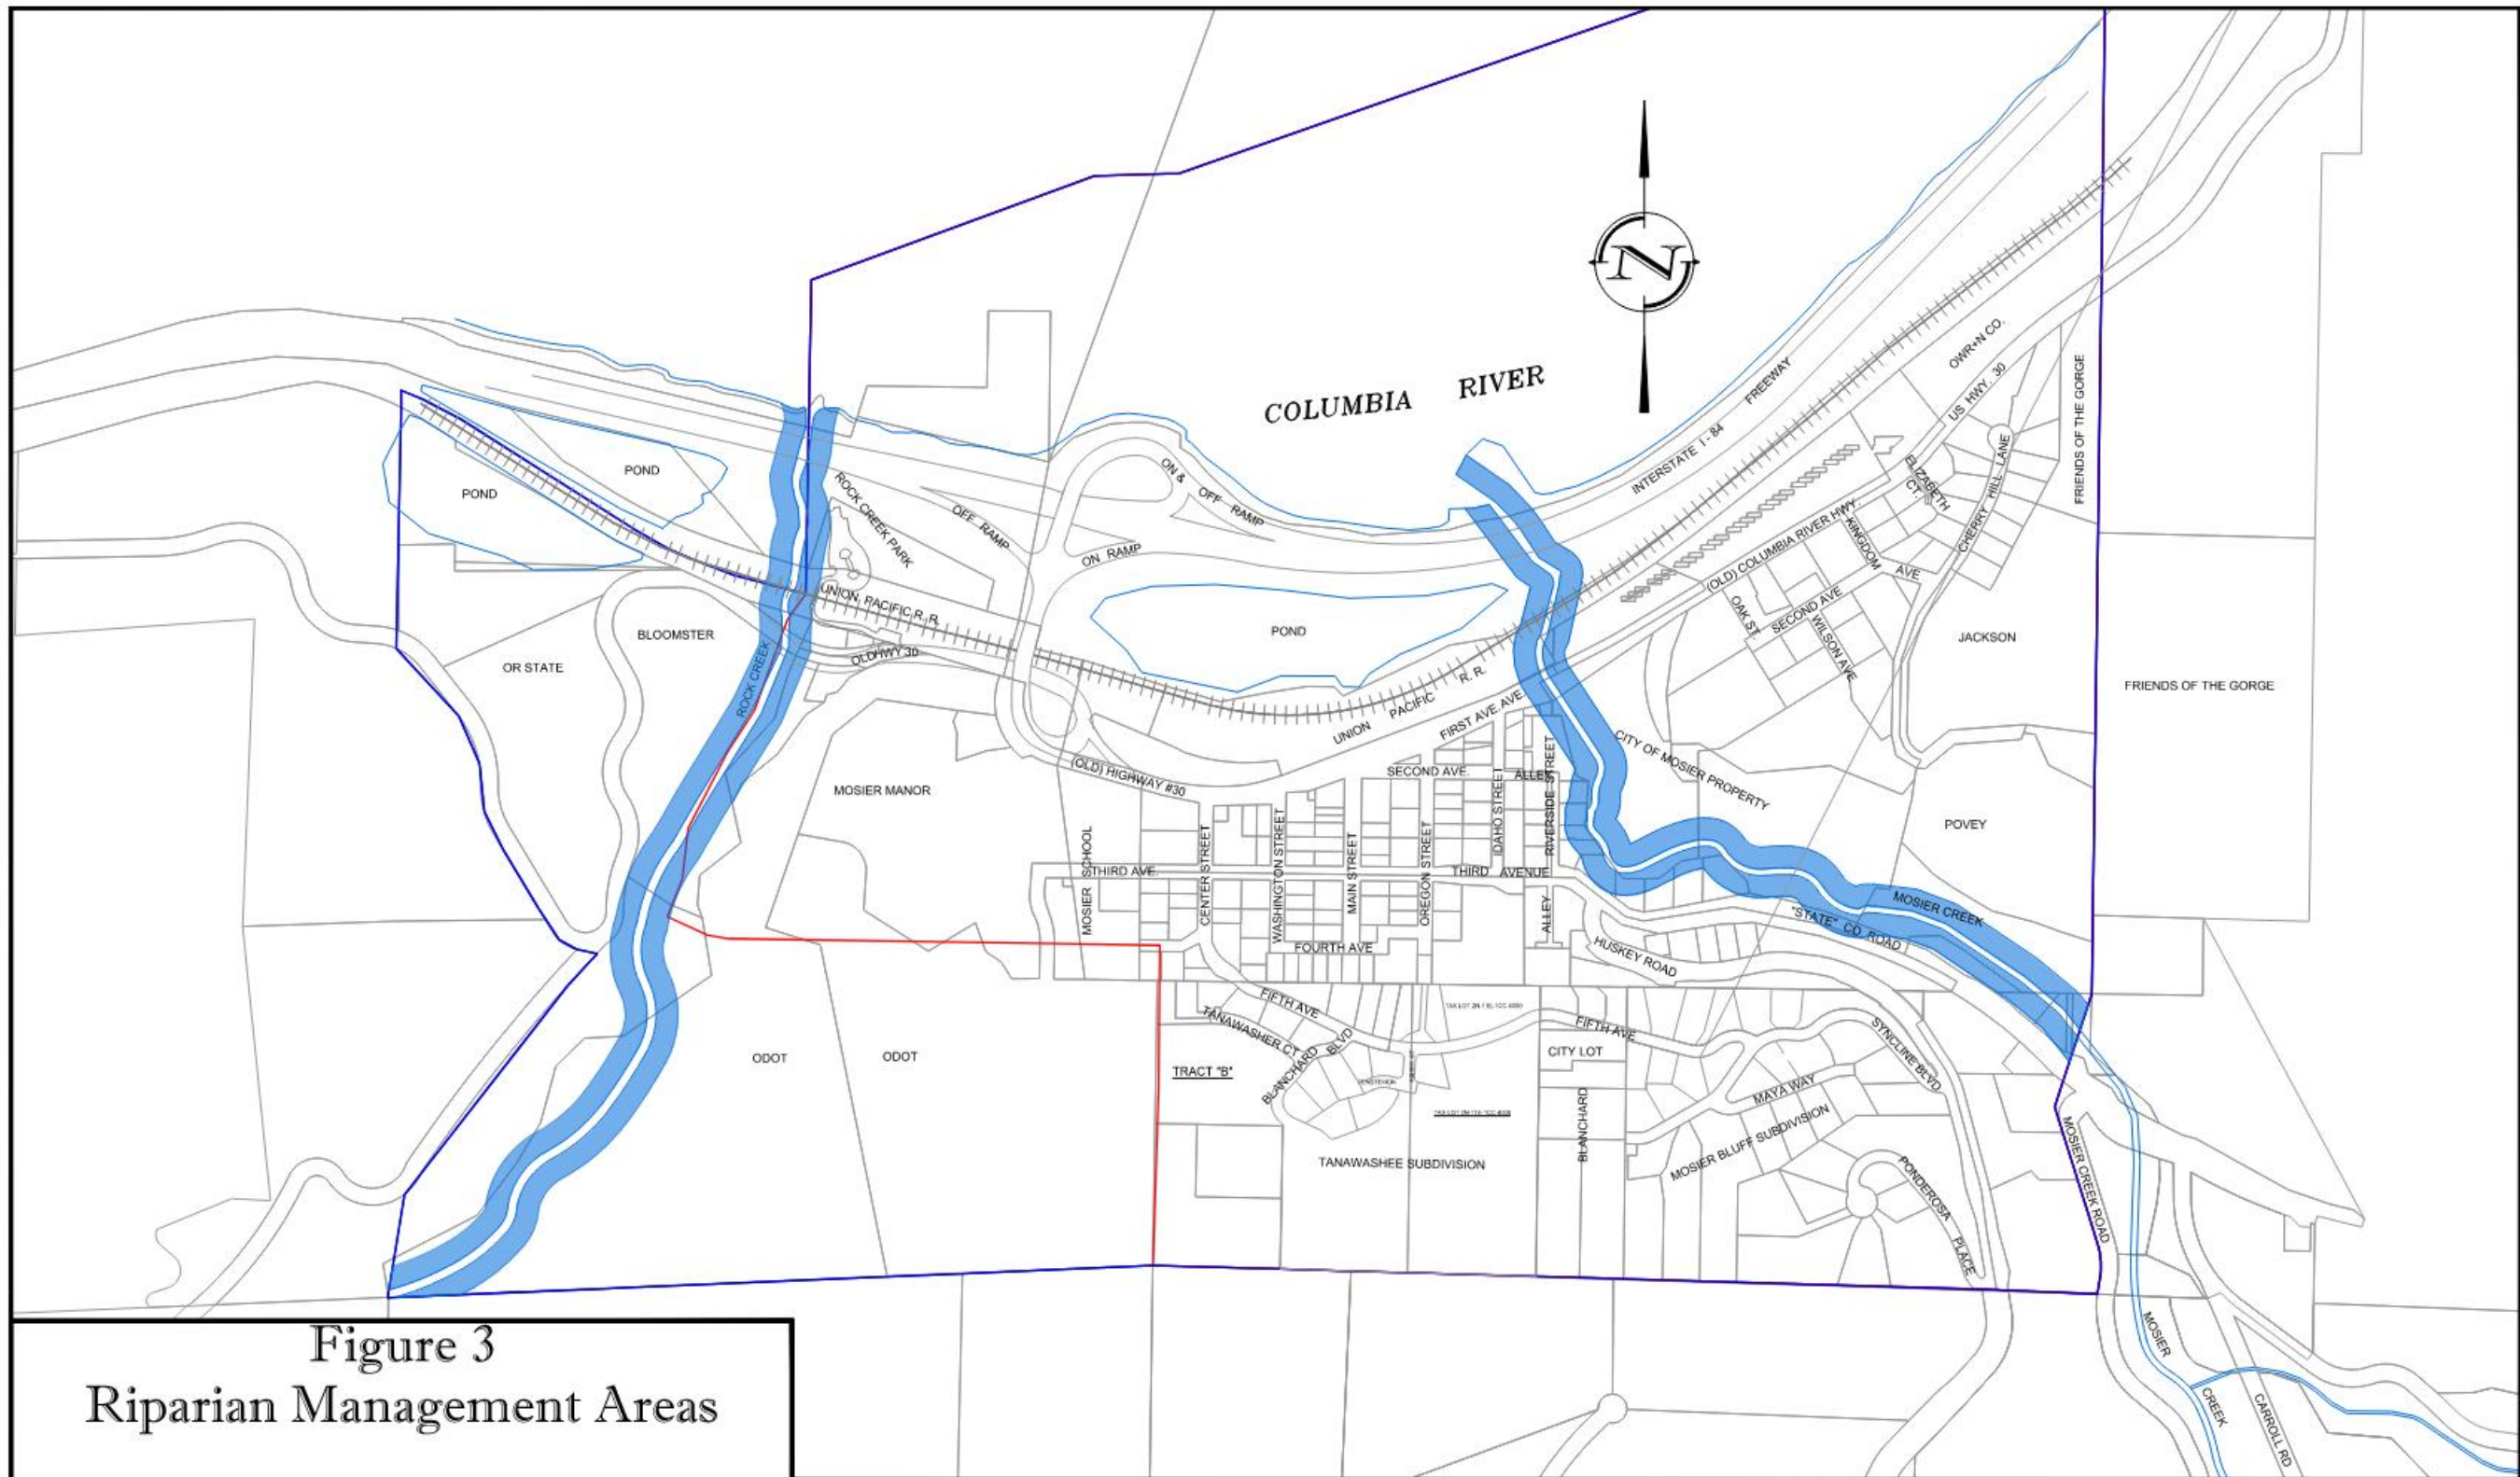 COLUMBIA RIVER
N
POND
POND
POND
ROCK CREEK PARK
OFF RAMP
ON & OFF RAMP
ON RAMP
INTERSTATE I - 84
FREEWAY
OWR+N CO.
US HWY. 30
FRIENDS OF THE GORGE
ELIZABETH CT.
CHERRY HILL LANE
(OLD) COLUMBIA RIVER HWY
KINGDOM AVE
OAK ST.
SECOND AVE
WILSON AVE
JACKSON
FRIENDS OF THE GORGE
UNION PACIFIC R. R.
OLD HWY 30
BLOOMSTER
OR STATE
ROCK CREEK
UNION PACIFIC R. R.
FIRST AVE AVE
CITY OF MOSIER PROPERTY
(OLD) HIGHWAY #30
SECOND AVE.
ALLEY
MOSIER MANOR
POVEY
MOSIER SCHOOL
CENTER STREET
WASHINGTON STREET
MAIN STREET
OREGON STREET
IDAHO STREET
RIVERSIDE STREET
THIRD AVE.
THIRD AVENUE
ALLEY
MOSIER CREEK
"STATE" CO. ROAD
FOURTH AVE
HUSKEY ROAD
FIFTH AVE
TANAWASHER CT
BLANCHARD BLVD
FIFTH AVE
CITY LOT
SYNCLINE BLVD
ODOT
ODOT
TRACT "B"
MAYA WAY
BLANCHARD
MOSIER BLUFF SUBDIVISION
TANAWASHEE SUBDIVISION
PONDEROSA PLACE
MOSIER CREEK ROAD
MOSIER CREEK
CARROLL RD
Figure 3
Riparian Management Areas